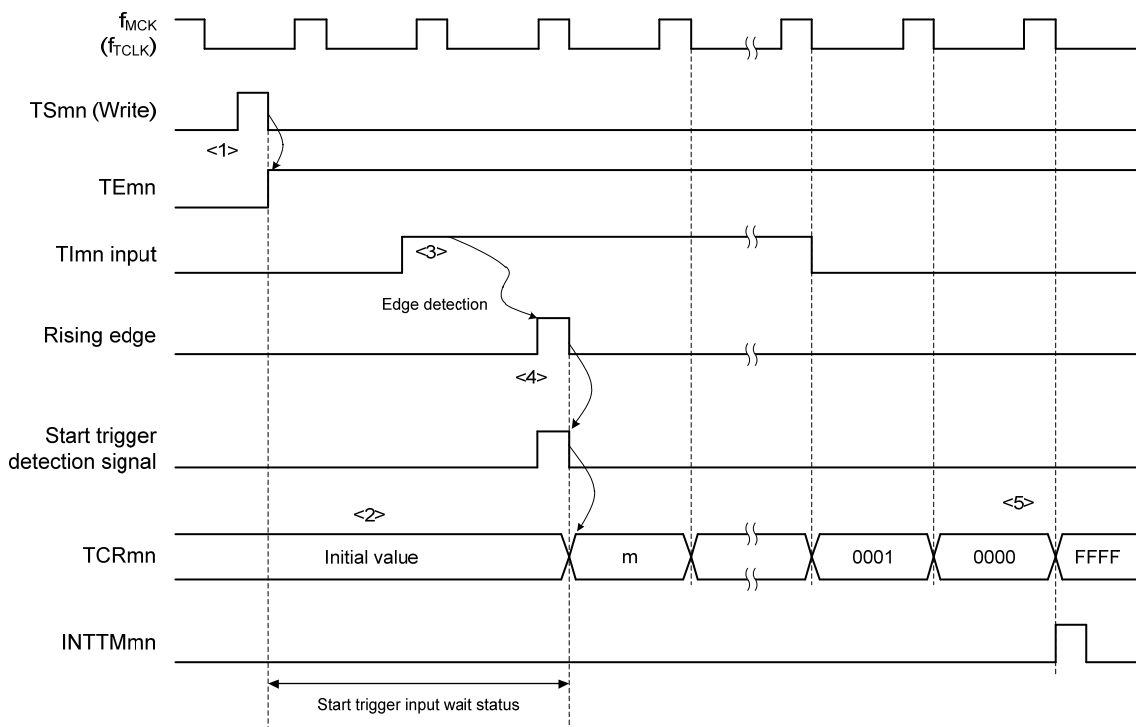 fMCK
(fTCLK)
TSmn (Write)
<1>
TEmn
TImn input
<3>
Edge detection
Rising edge
<4>
Start trigger
detection signal
<2>
<5>
TCRmn
Initial value
m
0001
0000
FFFF
INTTMmn
Start trigger input wait status